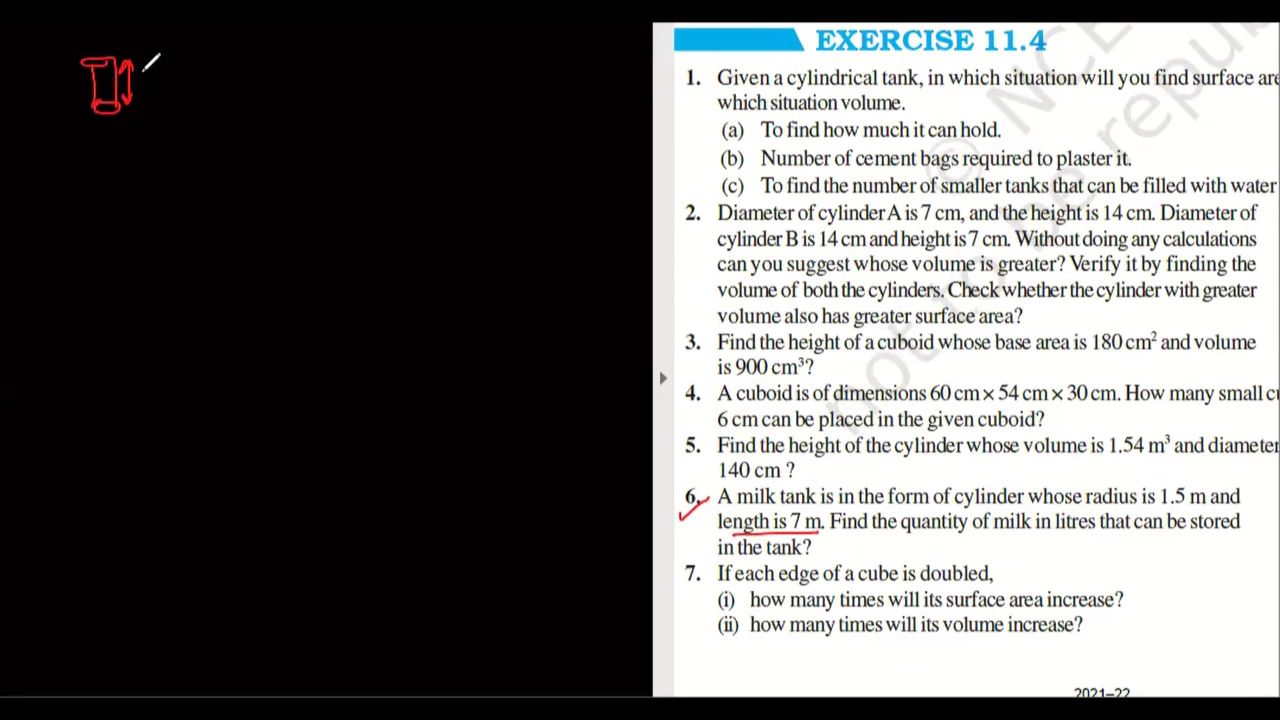 EXERCISE 11.4
1. Given a cylindrical tank, in which situation will you find surface are
which situation volume.
(a) To find how much it can hold.
(b) Number of cement bags required to plaster it.
(c) To find the number of smaller tanks that can be filled with water
2. Diameter of cylinder A is 7 cm, and the height is 14 cm. Diameter of
cylinder B is 14 cm and height is 7 cm. Without doing any calculations
can you suggest whose volume is greater? Verify it by finding the
volume of both the cylinders. Check whether the cylinder with greater
volume also has greater surface area?
3. Find the height of a cuboid whose base area is 180 cm² and volume
is 900 cm³?
4. A cuboid is of dimensions 60 cm × 54 cm × 30 cm. How many small c
6 cm can be placed in the given cuboid?
5. Find the height of the cylinder whose volume is 1.54 m³ and diameter
140 cm ?
6. A milk tank is in the form of cylinder whose radius is 1.5 m and
length is 7 m. Find the quantity of milk in litres that can be stored
in the tank?
7. If each edge of a cube is doubled,
(i) how many times will its surface area increase?
(ii) how many times will its volume increase?
2021–22
© NCE
not to be republ